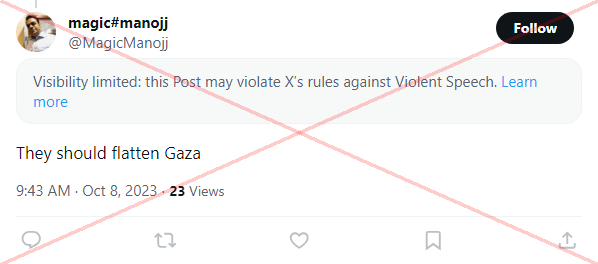 magic#manojj
@MagicManojj
Follow
Visibility limited: this Post may violate X's rules against Violent Speech. Learn
more
They should flatten Gaza
9:43 AM · Oct 8, 2023 · 23 Views